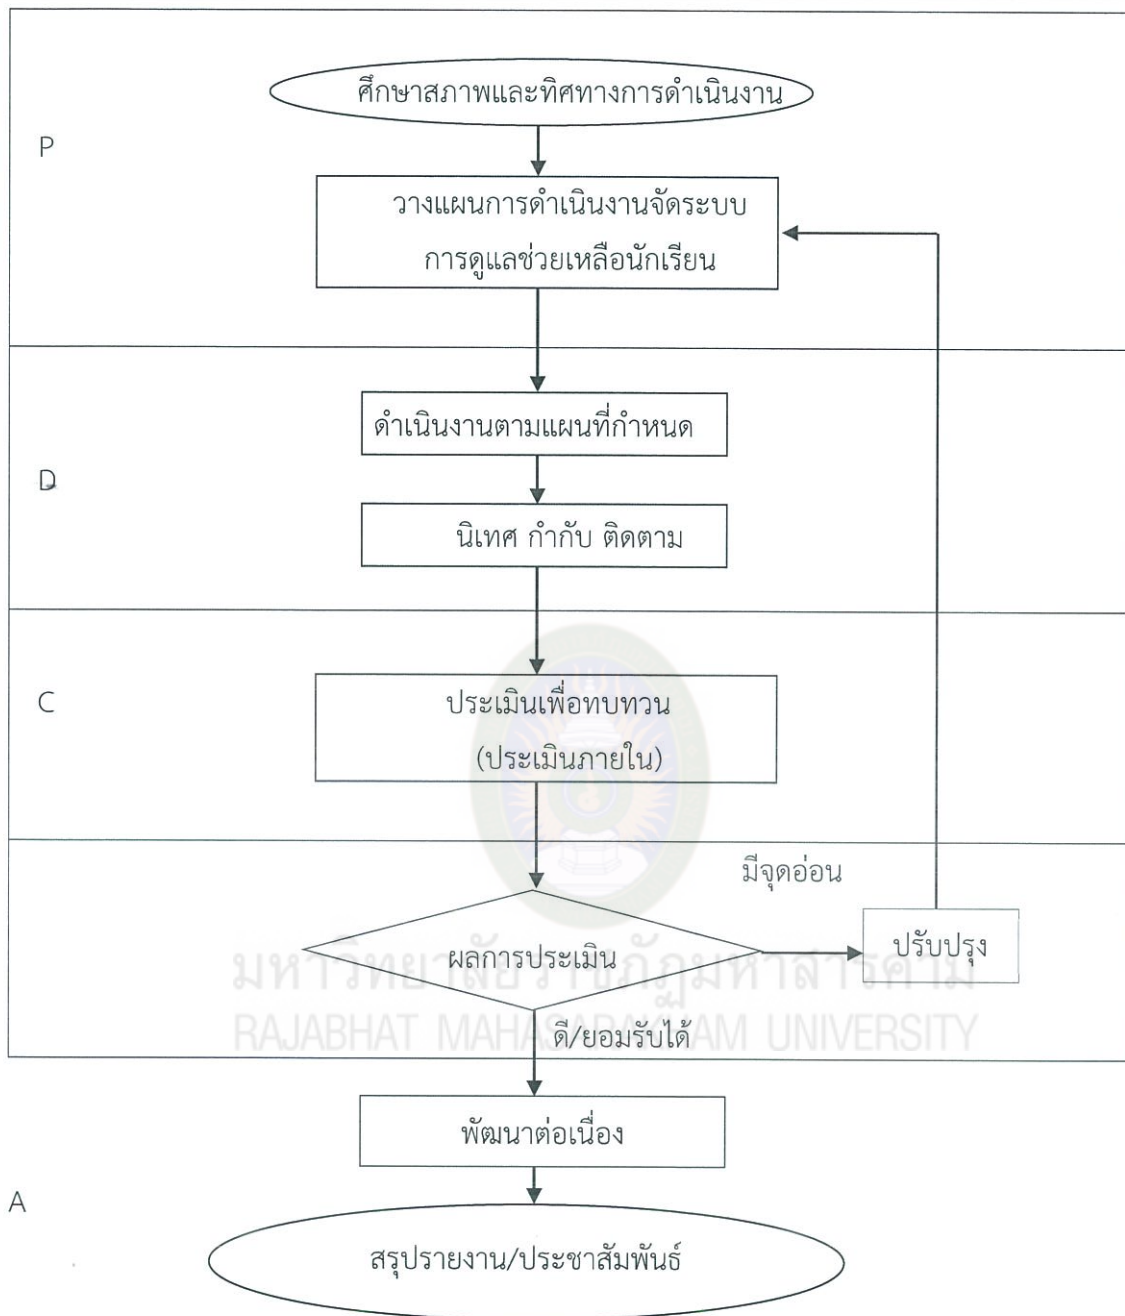 ศึกษาสภาพและทิศทางการดำเนินงาน
P
วางแผนการดำเนินงานจัดระบบ
การดูแลช่วยเหลือนักเรียน
ดำเนินงานตามแผนที่กำหนด
D
นิเทศ กำกับ ติดตาม
C
ประเมินเพื่อทบทวน
(ประเมินภายใน)
มีจุดอ่อน
ผลการประเมิน
ปรับปรุง
มหาวิทยาลัยราชภัฏมหาสารคาม
RAJABHAT MAHASARAKHAM UNIVERSITY
ดี/ยอมรับได้
พัฒนาต่อเนื่อง
A
สรุปรายงาน/ประชาสัมพันธ์